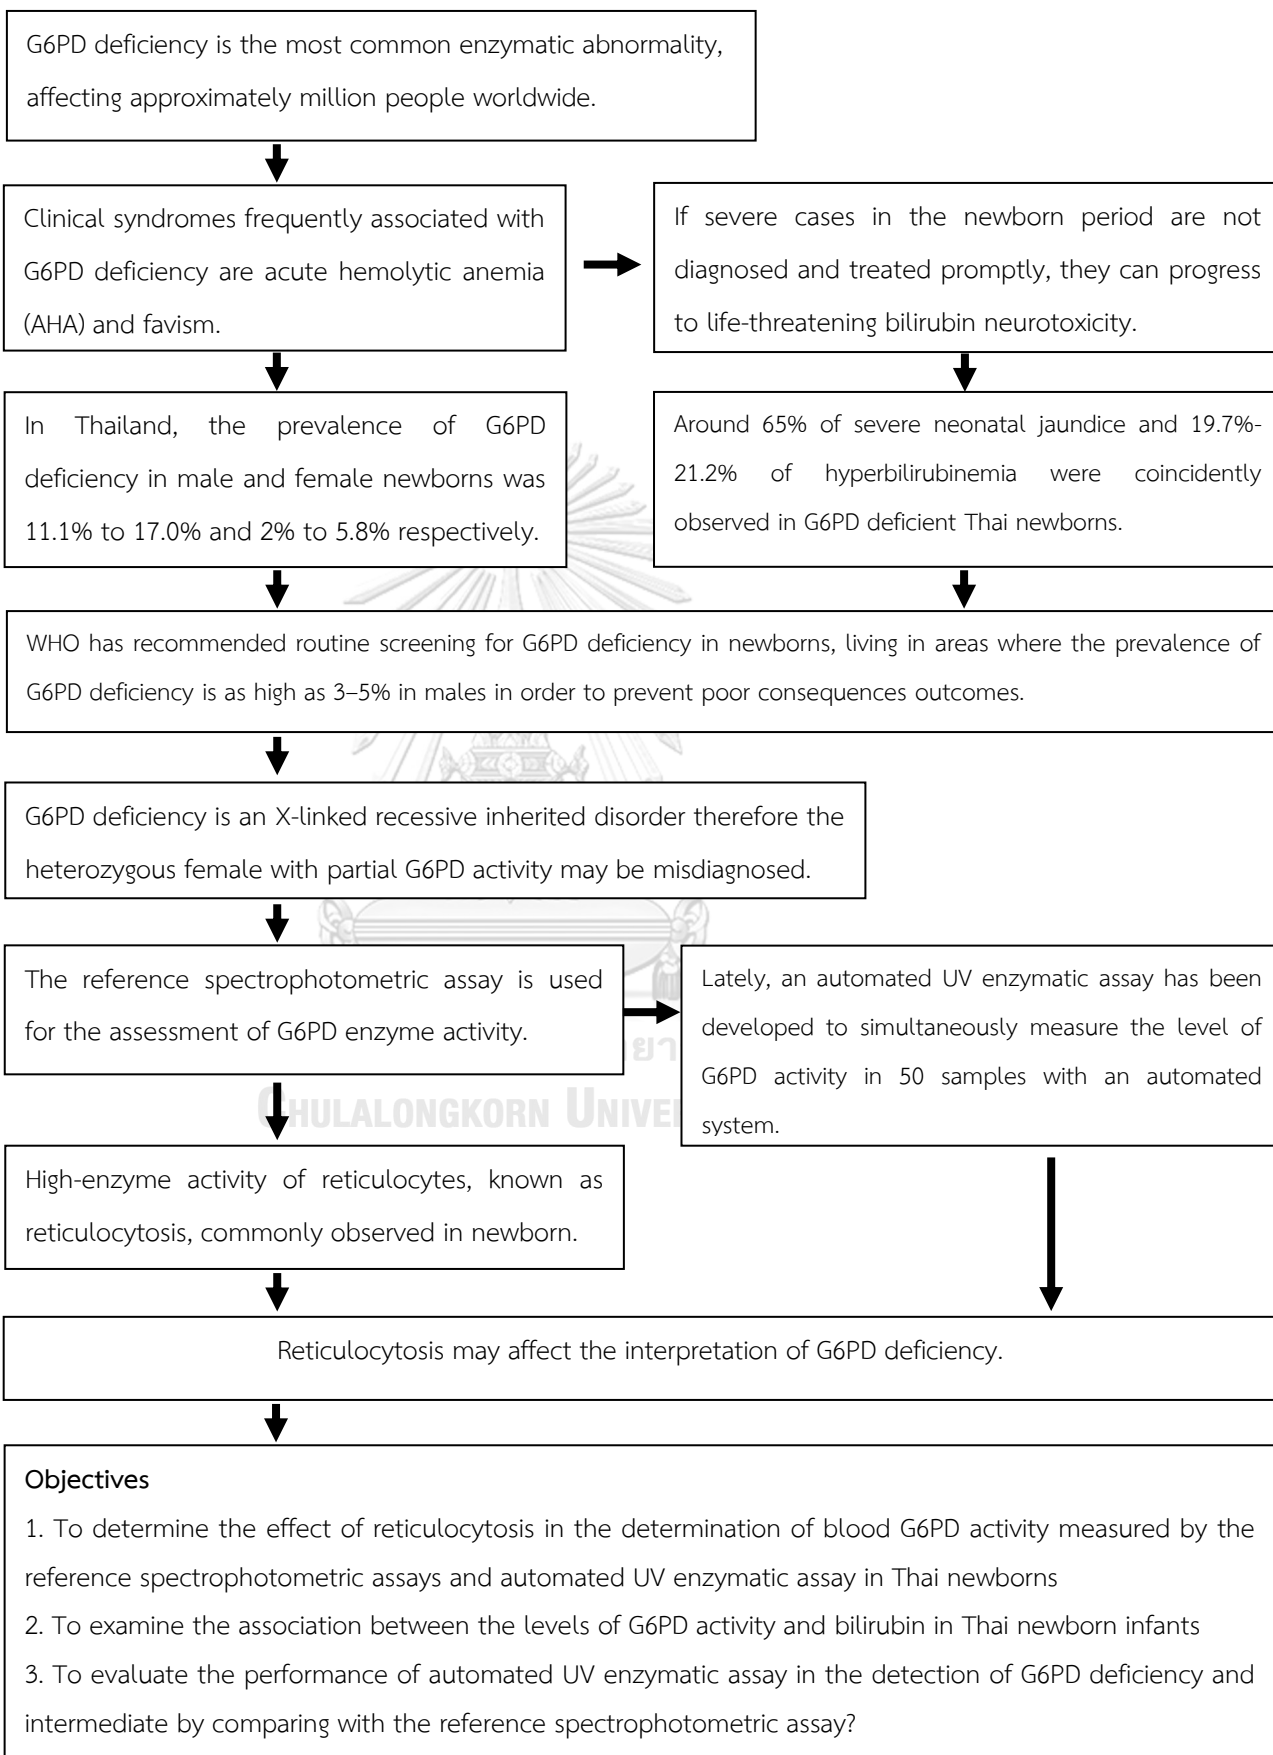 G6PD deficiency is the most common enzymatic abnormality,
affecting approximately million people worldwide.
Clinical syndromes frequently associated with
G6PD deficiency are acute hemolytic anemia
(AHA) and favism.
If severe cases in the newborn period are not
diagnosed and treated promptly, they can progress
to life-threatening bilirubin neurotoxicity.
In Thailand, the prevalence of G6PD
deficiency in male and female newborns was
11.1% to 17.0% and 2% to 5.8% respectively.
Around 65% of severe neonatal jaundice and 19.7%-
21.2% of hyperbilirubinemia were coincidently
observed in G6PD deficient Thai newborns.
WHO has recommended routine screening for G6PD deficiency in newborns, living in areas where the prevalence of
G6PD deficiency is as high as 3–5% in males in order to prevent poor consequences outcomes.
G6PD deficiency is an X-linked recessive inherited disorder therefore the
heterozygous female with partial G6PD activity may be misdiagnosed.
The reference spectrophotometric assay is used
for the assessment of G6PD enzyme activity.
Lately, an automated UV enzymatic assay has been
developed to simultaneously measure the level of
G6PD activity in 50 samples with an automated
system.
CHULALONGKORN UNIVE
High-enzyme activity of reticulocytes, known as
reticulocytosis, commonly observed in newborn.
Reticulocytosis may affect the interpretation of G6PD deficiency.
Objectives
1. To determine the effect of reticulocytosis in the determination of blood G6PD activity measured by the
reference spectrophotometric assays and automated UV enzymatic assay in Thai newborns
2. To examine the association between the levels of G6PD activity and bilirubin in Thai newborn infants
3. To evaluate the performance of automated UV enzymatic assay in the detection of G6PD deficiency and
intermediate by comparing with the reference spectrophotometric assay?